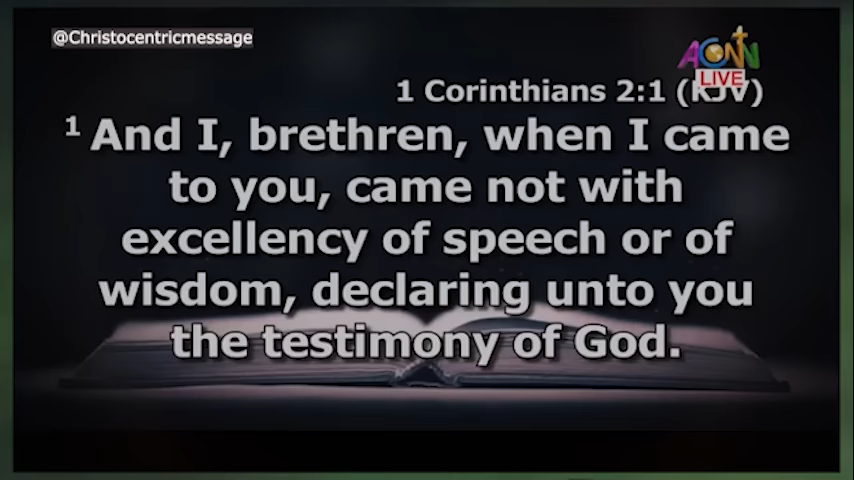 @Christocentricmessage
ACNN
LIVE
1 Corinthians 2:1 (KJV)
1 And I, brethren, when I came
to you, came not with
excellency of speech or of
wisdom, declaring unto you
the testimony of God.